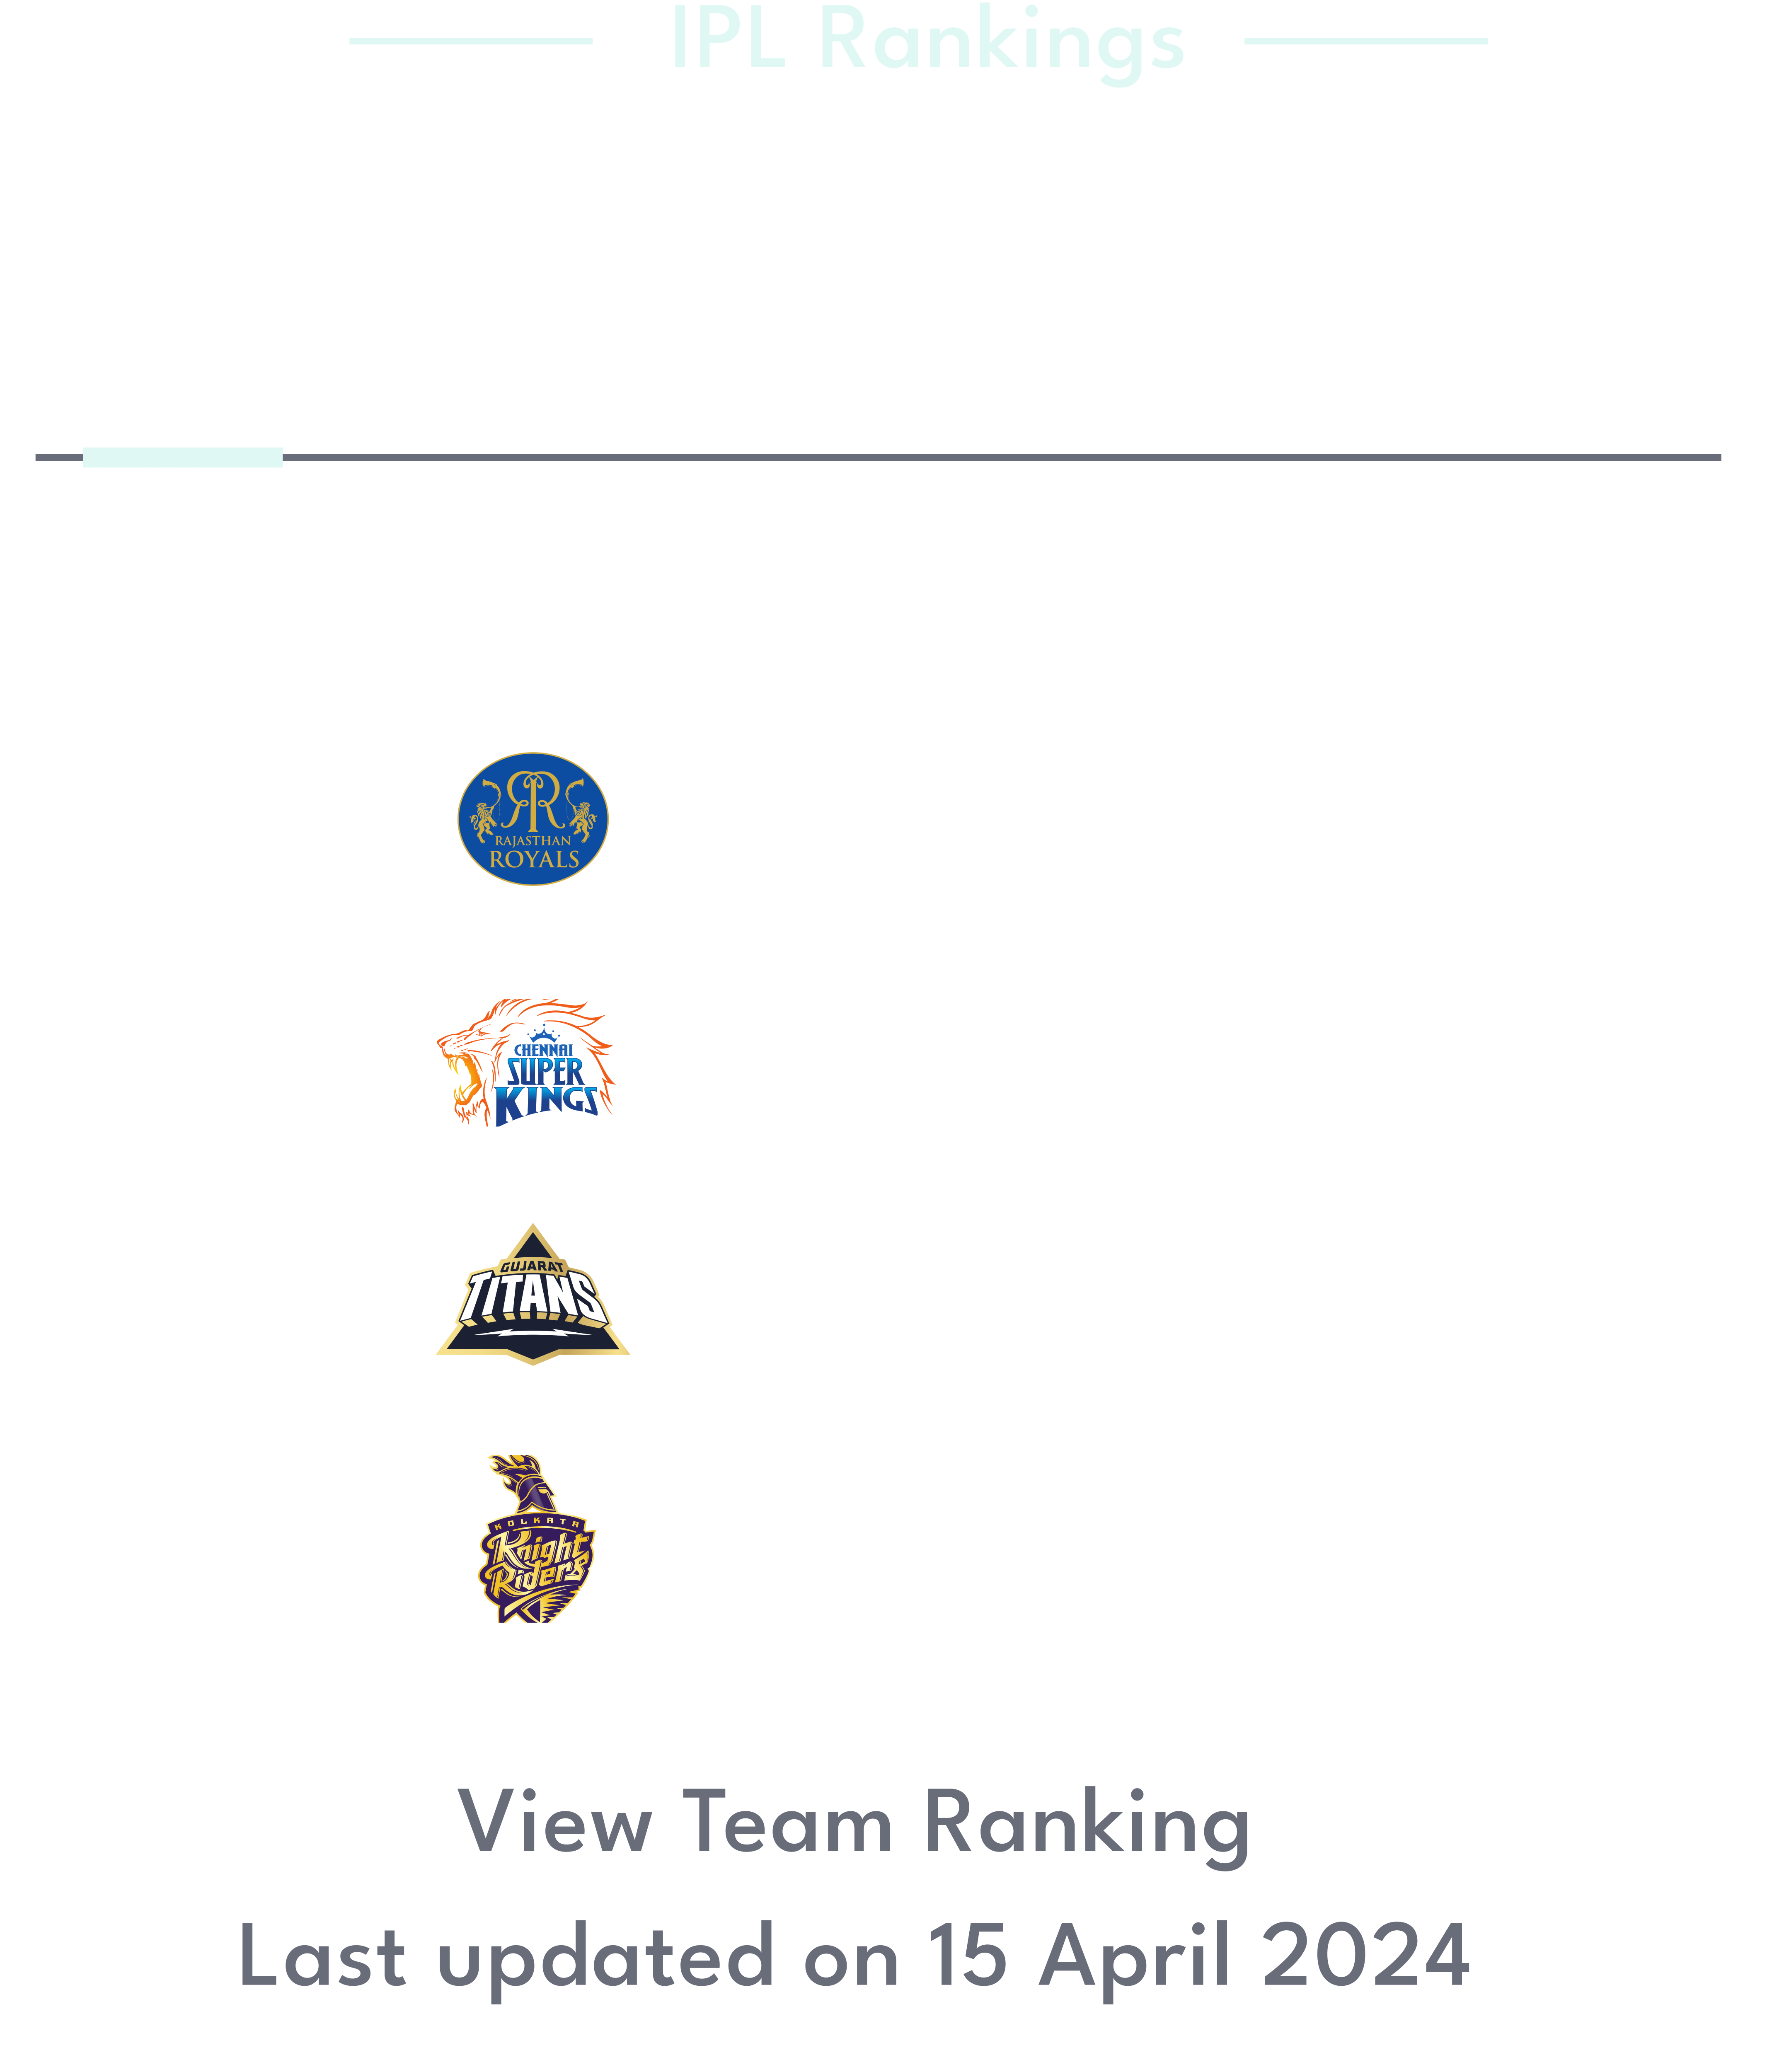 IPL Rankings
RAJASTHAN
ROYALS
CHENNAI
SUPER
KINGS
GUJARAT
TITANS
KOLKATA
Knight
Riders
View Team Ranking
Last updated on 15 April 2024